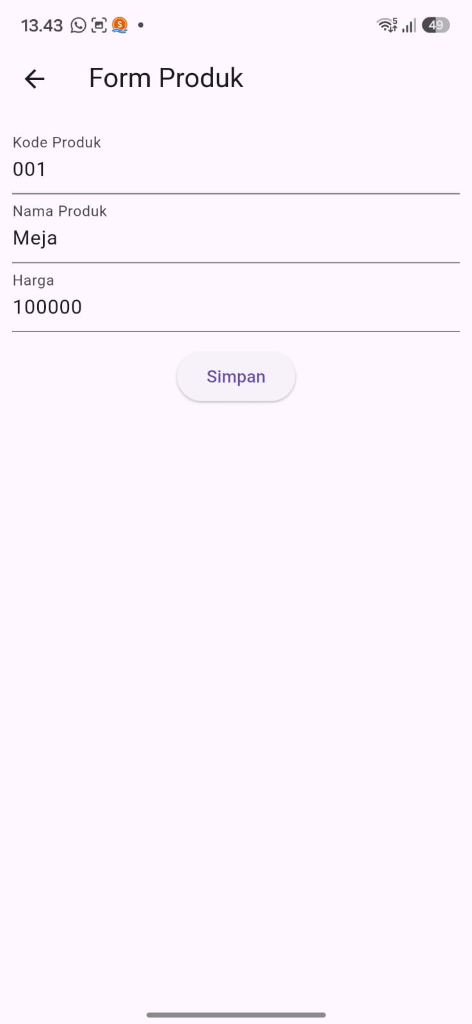 13.43
49
Form Produk
Kode Produk
001
Nama Produk
Meja
Harga
100000
Simpan